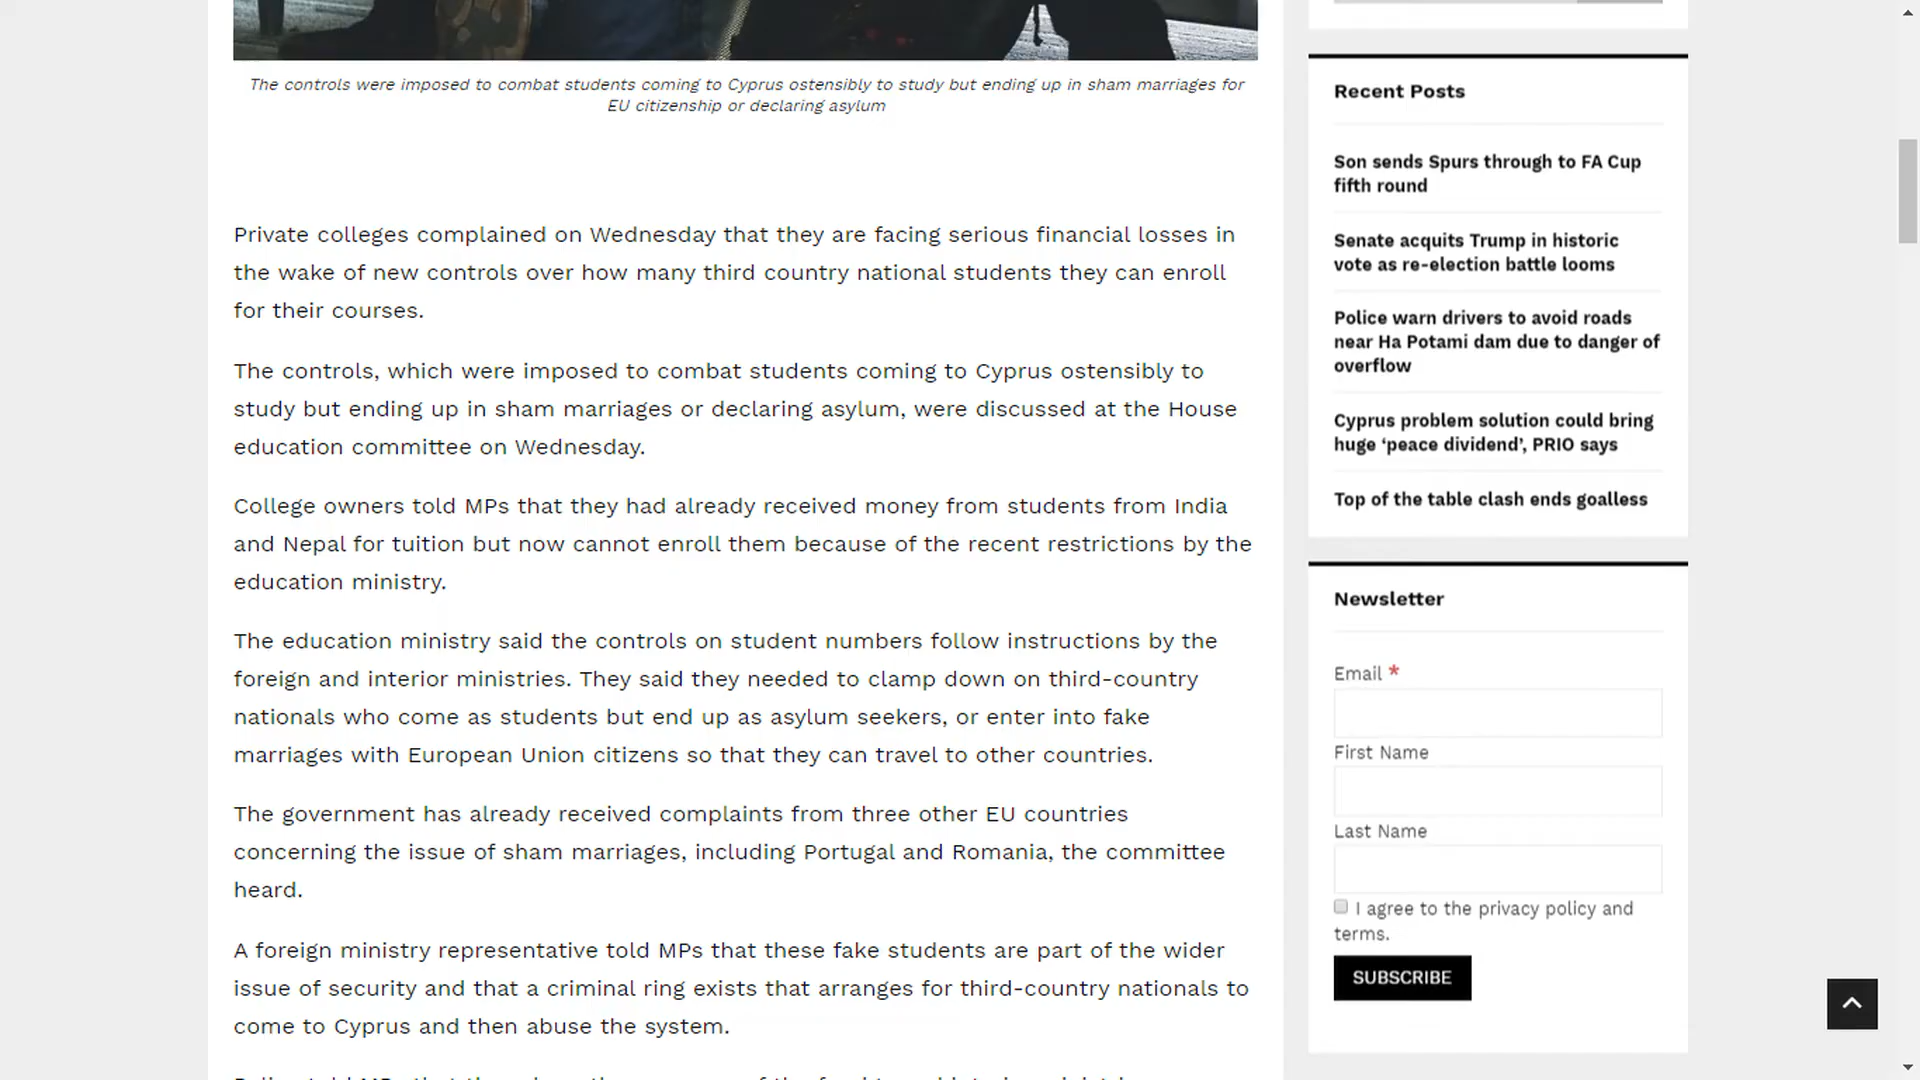 The controls were imposed to combat students coming to Cyprus ostensibly to study but ending up in sham marriages for
EU citizenship or declaring asylum
Private colleges complained on Wednesday that they are facing serious financial losses in
the wake of new controls over how many third country national students they can enroll
for their courses.
The controls, which were imposed to combat students coming to Cyprus ostensibly to
study but ending up in sham marriages or declaring asylum, were discussed at the House
education committee on Wednesday.
College owners told MPs that they had already received money from students from India
and Nepal for tuition but now cannot enroll them because of the recent restrictions by the
education ministry.
The education ministry said the controls on student numbers follow instructions by the
foreign and interior ministries. They said they needed to clamp down on third-country
nationals who come as students but end up as asylum seekers, or enter into fake
marriages with European Union citizens so that they can travel to other countries.
The government has already received complaints from three other EU countries
concerning the issue of sham marriages, including Portugal and Romania, the committee
heard.
A foreign ministry representative told MPs that these fake students are part of the wider
issue of security and that a criminal ring exists that arranges for third-country nationals to
come to Cyprus and then abuse the system.
Recent Posts
Son sends Spurs through to FA Cup
fifth round
Senate acquits Trump in historic
vote as re-election battle looms
Police warn drivers to avoid roads
near Ha Potami dam due to danger of
overflow
Cyprus problem solution could bring
huge ‘peace dividend’, PRIO says
Top of the table clash ends goalless
Newsletter
Email *
First Name
Last Name
I agree to the privacy policy and
terms.
SUBSCRIBE